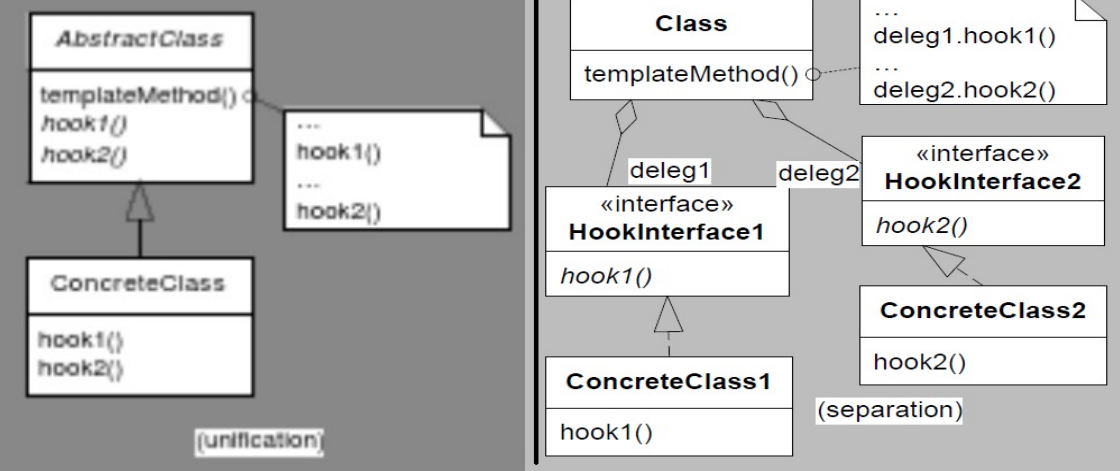 AbstractClass
templateMethod()
hook1()
hook2()
...
hook1()
...
hook2()
ConcreteClass
hook1()
hook2()
(unification)
Class
templateMethod()
...
deleg1.hook1()
...
deleg2.hook2()
deleg1
deleg2
«interface»
HookInterface1
hook1()
«interface»
HookInterface2
hook2()
ConcreteClass1
hook1()
ConcreteClass2
hook2()
(separation)